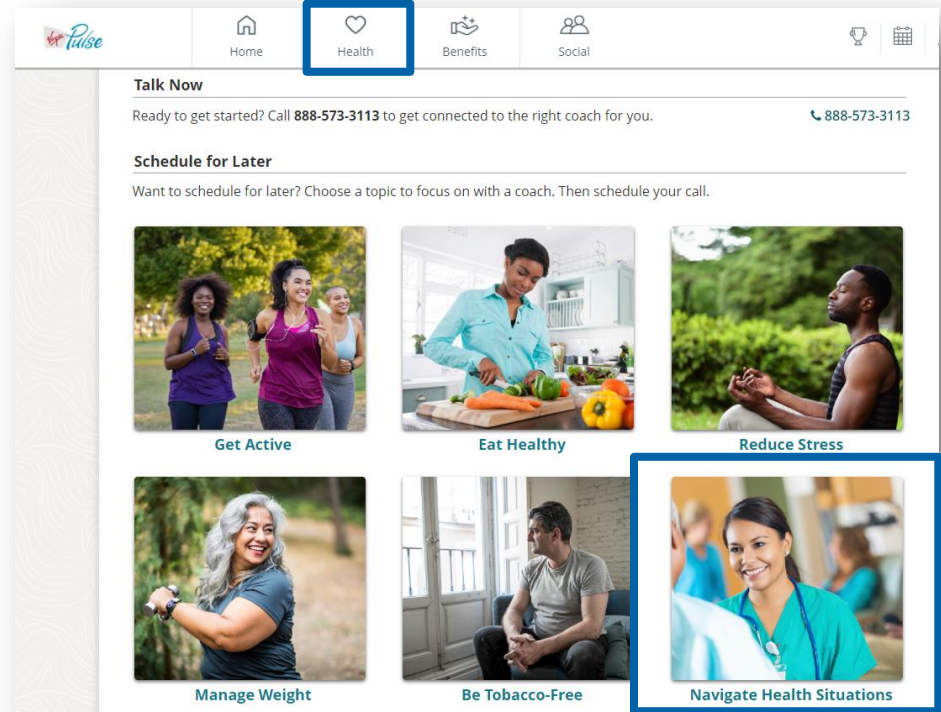 Virgin Pulse
Home
Health
Benefits
Social
Talk Now
Ready to get started? Call 888-573-3113 to get connected to the right coach for you.
888-573-3113
Schedule for Later
Want to schedule for later? Choose a topic to focus on with a coach. Then schedule your call.
Get Active
Eat Healthy
Reduce Stress
Manage Weight
Be Tobacco-Free
Navigate Health Situations